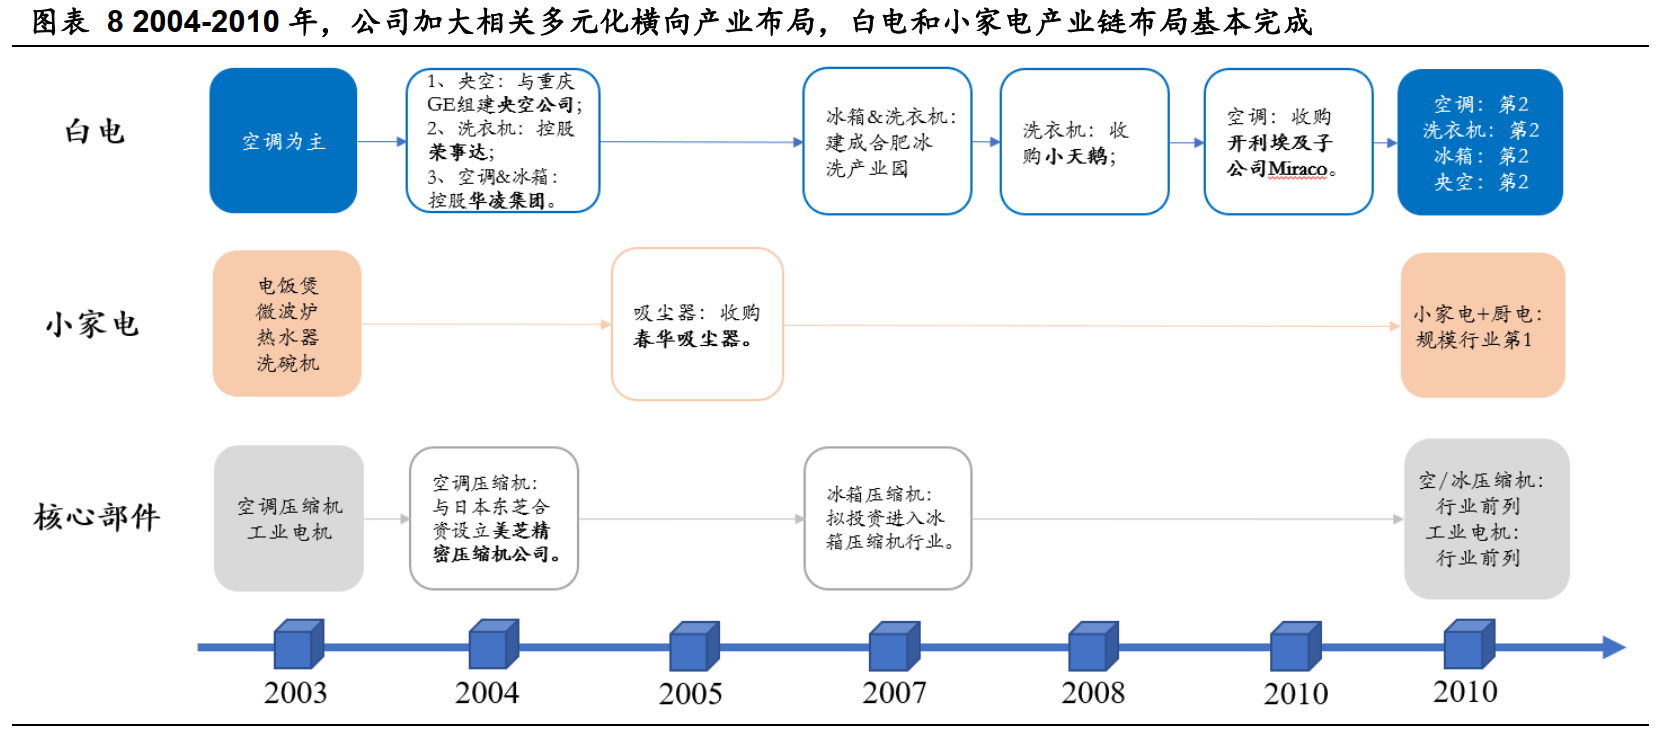 图表 8 2004-2010 年，公司加大相关多元化横向产业布局，白电和小家电产业链布局基本完成
白电
空调为主
1、央空：与重庆
GE组建央空公司；
2、洗衣机：控股
荣事达；
3、空调&冰箱：
控股华凌集团。
冰箱&洗衣机：
建成合肥冰
洗产业园
洗衣机：收
购小天鹅；
空调：收购
开利埃及子
公司Miraco。
空调：第2
洗衣机：第2
冰箱：第2
央空：第2
小家电
电饭煲
微波炉
热水器
洗碗机
吸尘器：收购
春华吸尘器。
小家电+厨电：
规模行业第1
核心部件
空调压缩机
工业电机
空调压缩机：
与日本东芝合
资设立美芝精
密压缩机公司。
冰箱压缩机：
拟投资进入冰
箱压缩机行业。
空/冰压缩机：
行业前列
工业电机：
行业前列
2003
2004
2005
2007
2008
2010
2010